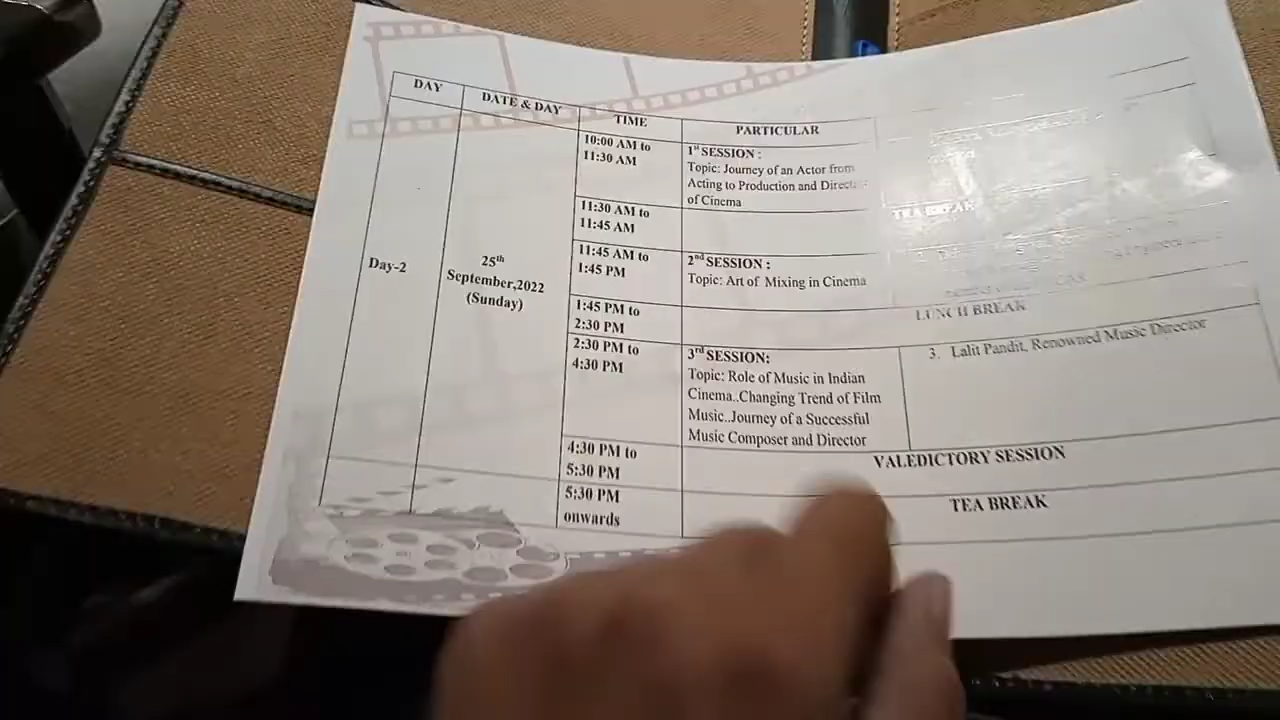 DAY
DATE & DAY
TIME
PARTICULAR
Day-2
25th
September,2022
(Sunday)
10:00 AM to
11:30 AM
1st SESSION :
Topic: Journey of an Actor from
Acting to Production and
of Cinema
11:30 AM to
11:45 AM
TEA BREAK
11:45 AM to
1:45 PM
2nd SESSION :
Topic: Art of Mixing in Cinema
1:45 PM to
2:30 PM
LUNCH BREAK
2:30 PM to
4:30 PM
3rd SESSION:
Topic: Role of Music in Indian
Cinema..Changing Trend of Film
Music..Journey of a Successful
Music Composer and Director
3. Lalit Pandit, Renowned Music Director
4:30 PM to
5:30 PM
VALEDICTORY SESSION
5:30 PM
onwards
TEA BREAK